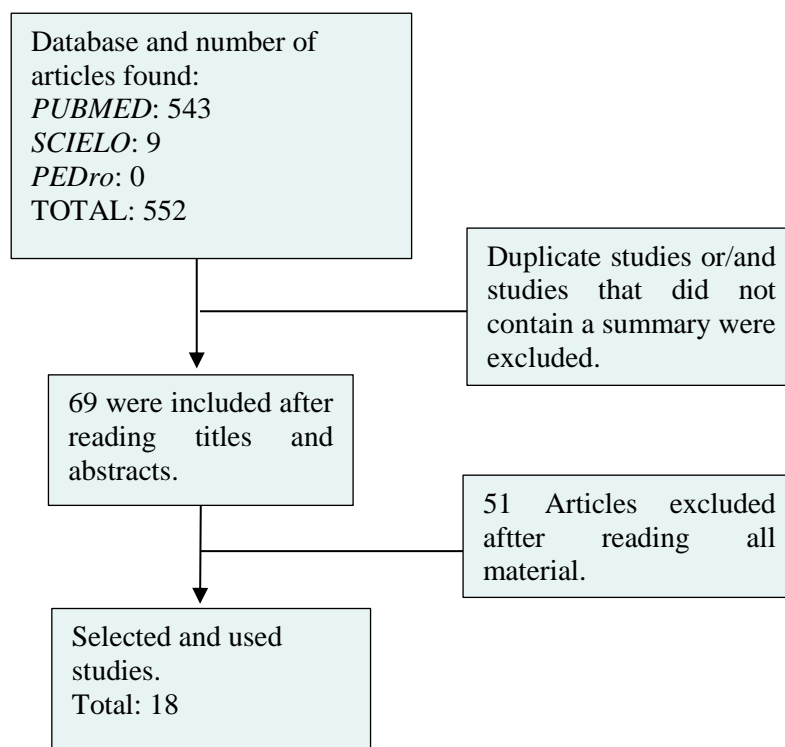 Database and number of
articles found:
PUBMED: 543
SCIELO: 9
PEDro: 0
TOTAL: 552
Duplicate studies or/and
studies that did not
contain a summary were
excluded.
69 were included after
reading titles and
abstracts.
51 Articles excluded
aftter reading all
material.
Selected and used
studies.
Total: 18